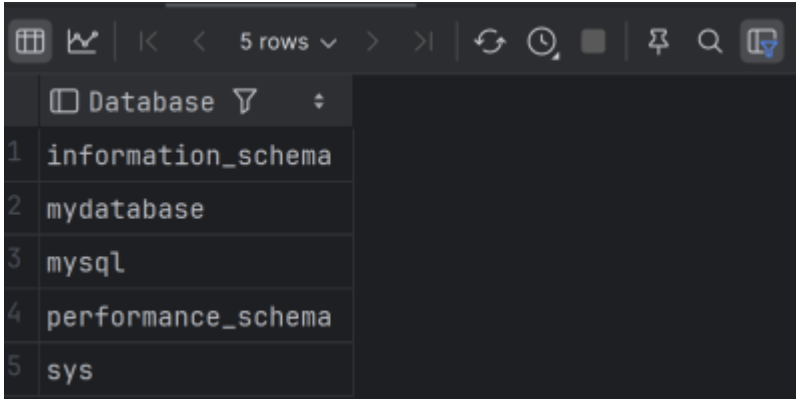 5 rows
Database
1 information_schema
2 mydatabase
3 mysql
4 performance_schema
5 sys